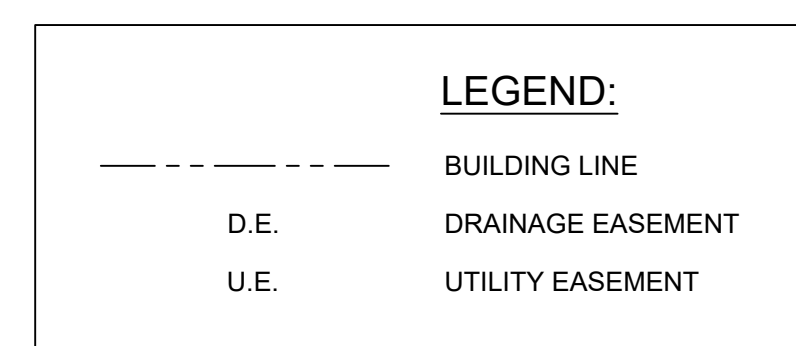 LEGEND:
BUILDING LINE
D.E. DRAINAGE EASEMENT
U.E. UTILITY EASEMENT